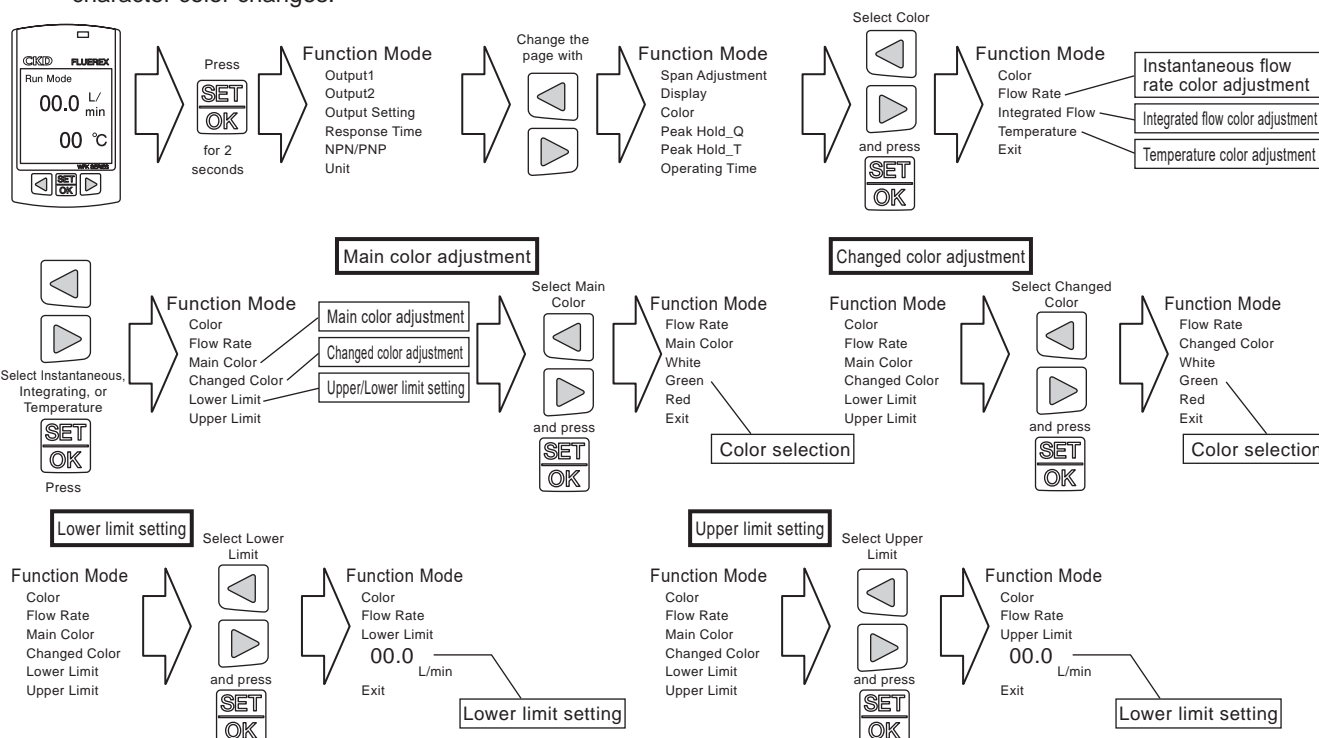 character color changes.
CKD FLUEREX
Run Mode
00.0 L/
min
00 °C
WFK SERIES
SET
OK
Press
SET
OK
for 2
seconds
Function Mode
Output1
Output2
Output Setting
Response Time
NPN/PNP
Unit
Change the
page with
Function Mode
Span Adjustment
Display
Color
Peak Hold_Q
Peak Hold_T
Operating Time
Select Color
and press
SET
OK
Function Mode
Color
Flow Rate
Integrated Flow
Temperature
Exit
Instantaneous flow
rate color adjustment
Integrated flow color adjustment
Temperature color adjustment
Select Instantaneous,
Integrating, or
Temperature
SET
OK
Press
Function Mode
Color
Flow Rate
Main Color
Changed Color
Lower Limit
Upper Limit
Main color adjustment
Changed color adjustment
Upper/Lower limit setting
Main color adjustment
Select Main
Color
and press
SET
OK
Function Mode
Flow Rate
Main Color
White
Green
Red
Exit
Color selection
Changed color adjustment
Function Mode
Color
Flow Rate
Main Color
Changed Color
Lower Limit
Upper Limit
Select Changed
Color
and press
SET
OK
Function Mode
Flow Rate
Changed Color
White
Green
Red
Exit
Color selection
Lower limit setting
Function Mode
Color
Flow Rate
Main Color
Changed Color
Lower Limit
Upper Limit
Select Lower
Limit
and press
SET
OK
Function Mode
Color
Flow Rate
Lower Limit
00.0
L/min
Exit
Lower limit setting
Upper limit setting
Function Mode
Color
Flow Rate
Main Color
Changed Color
Lower Limit
Upper Limit
Select Upper
Limit
and press
SET
OK
Function Mode
Color
Flow Rate
Upper Limit
00.0
L/min
Exit
Lower limit setting